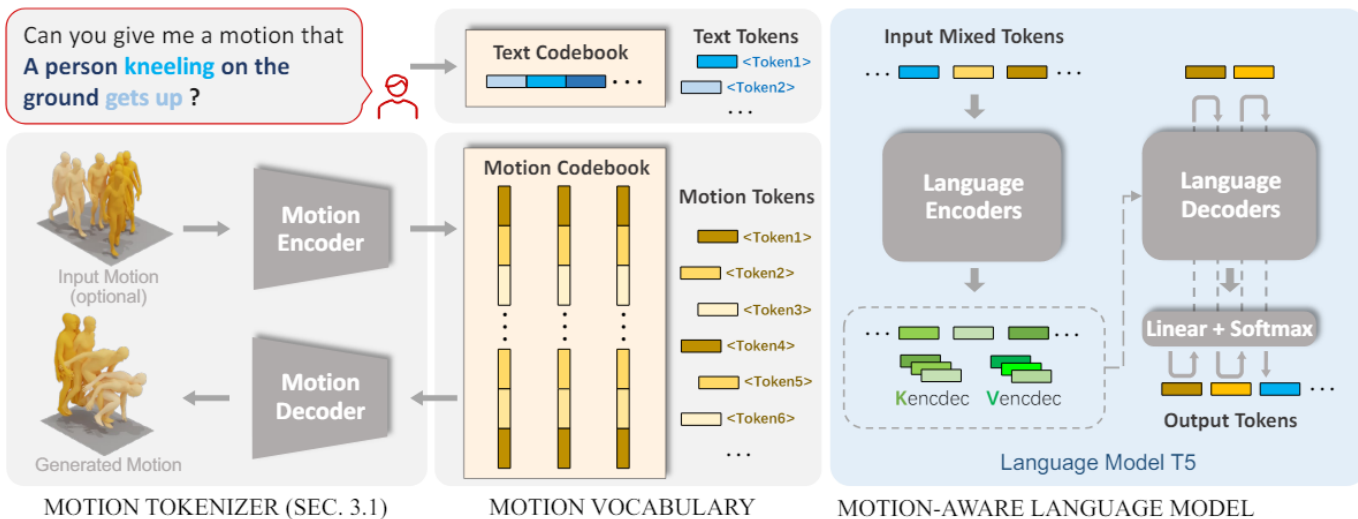 Can you give me a motion that
A person kneeling on the
ground gets up ?
Text Codebook
...
Text Tokens
<Token1>
<Token2>
...
Input Motion
(optional)
Motion
Encoder
Generated Motion
Motion
Decoder
Motion Codebook
Motion Tokens
<Token1>
<Token2>
<Token3>
<Token4>
<Token5>
<Token6>
...
Input Mixed Tokens
... ...
Language
Encoders
Language
Decoders
... ...
Kencdec Vencdec
Linear + Softmax
...
Output Tokens
Language Model T5
MOTION TOKENIZER (SEC. 3.1)
MOTION VOCABULARY
MOTION-AWARE LANGUAGE MODEL